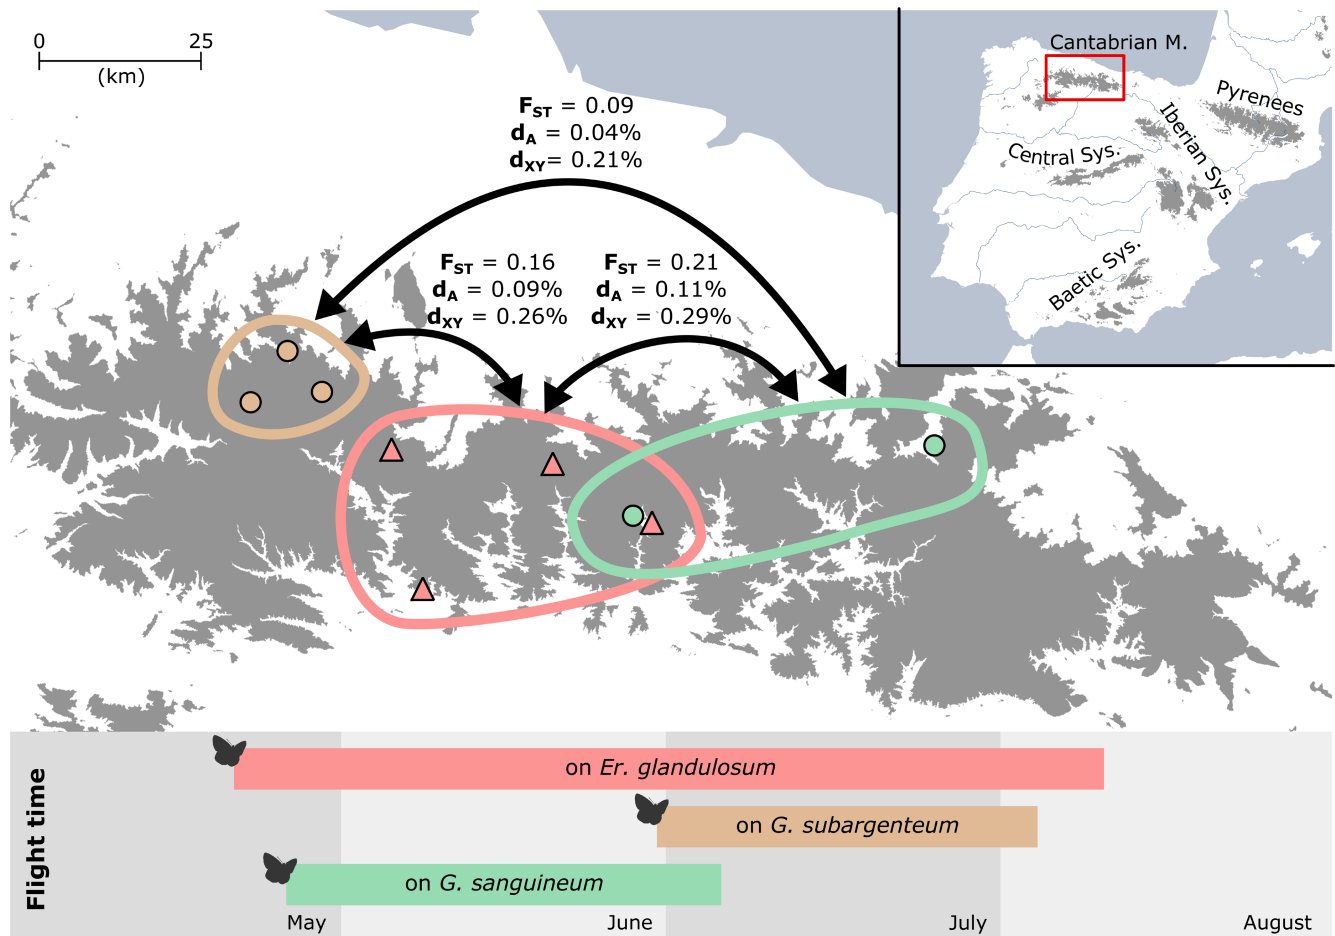 0 25
(km)
Cantabrian M.
Pyrenees
Iberian Sys.
Central Sys.
Baetic Sys.
FST = 0.09
dA = 0.04%
dXY= 0.21%
FST = 0.16
dA = 0.09%
dXY = 0.26%
FST = 0.21
dA = 0.11%
dXY = 0.29%
Flight time
on Er. glandulosum
on G. subargenteum
on G. sanguineum
May June July August